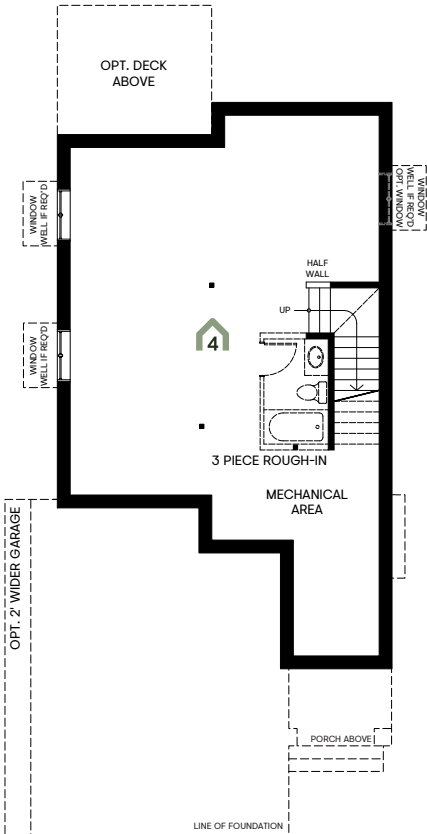 OPT. DECK
ABOVE
WINDOW
WELL IF REQ'D
WINDOW
WELL IF REQ'D
OPT. WINDOW
HALF
WALL
UP
4
WINDOW
WELL IF REQ'D
3 PIECE ROUGH-IN
MECHANICAL
AREA
OPT. 2' WIDER GARAGE
PORCH ABOVE
LINE OF FOUNDATION